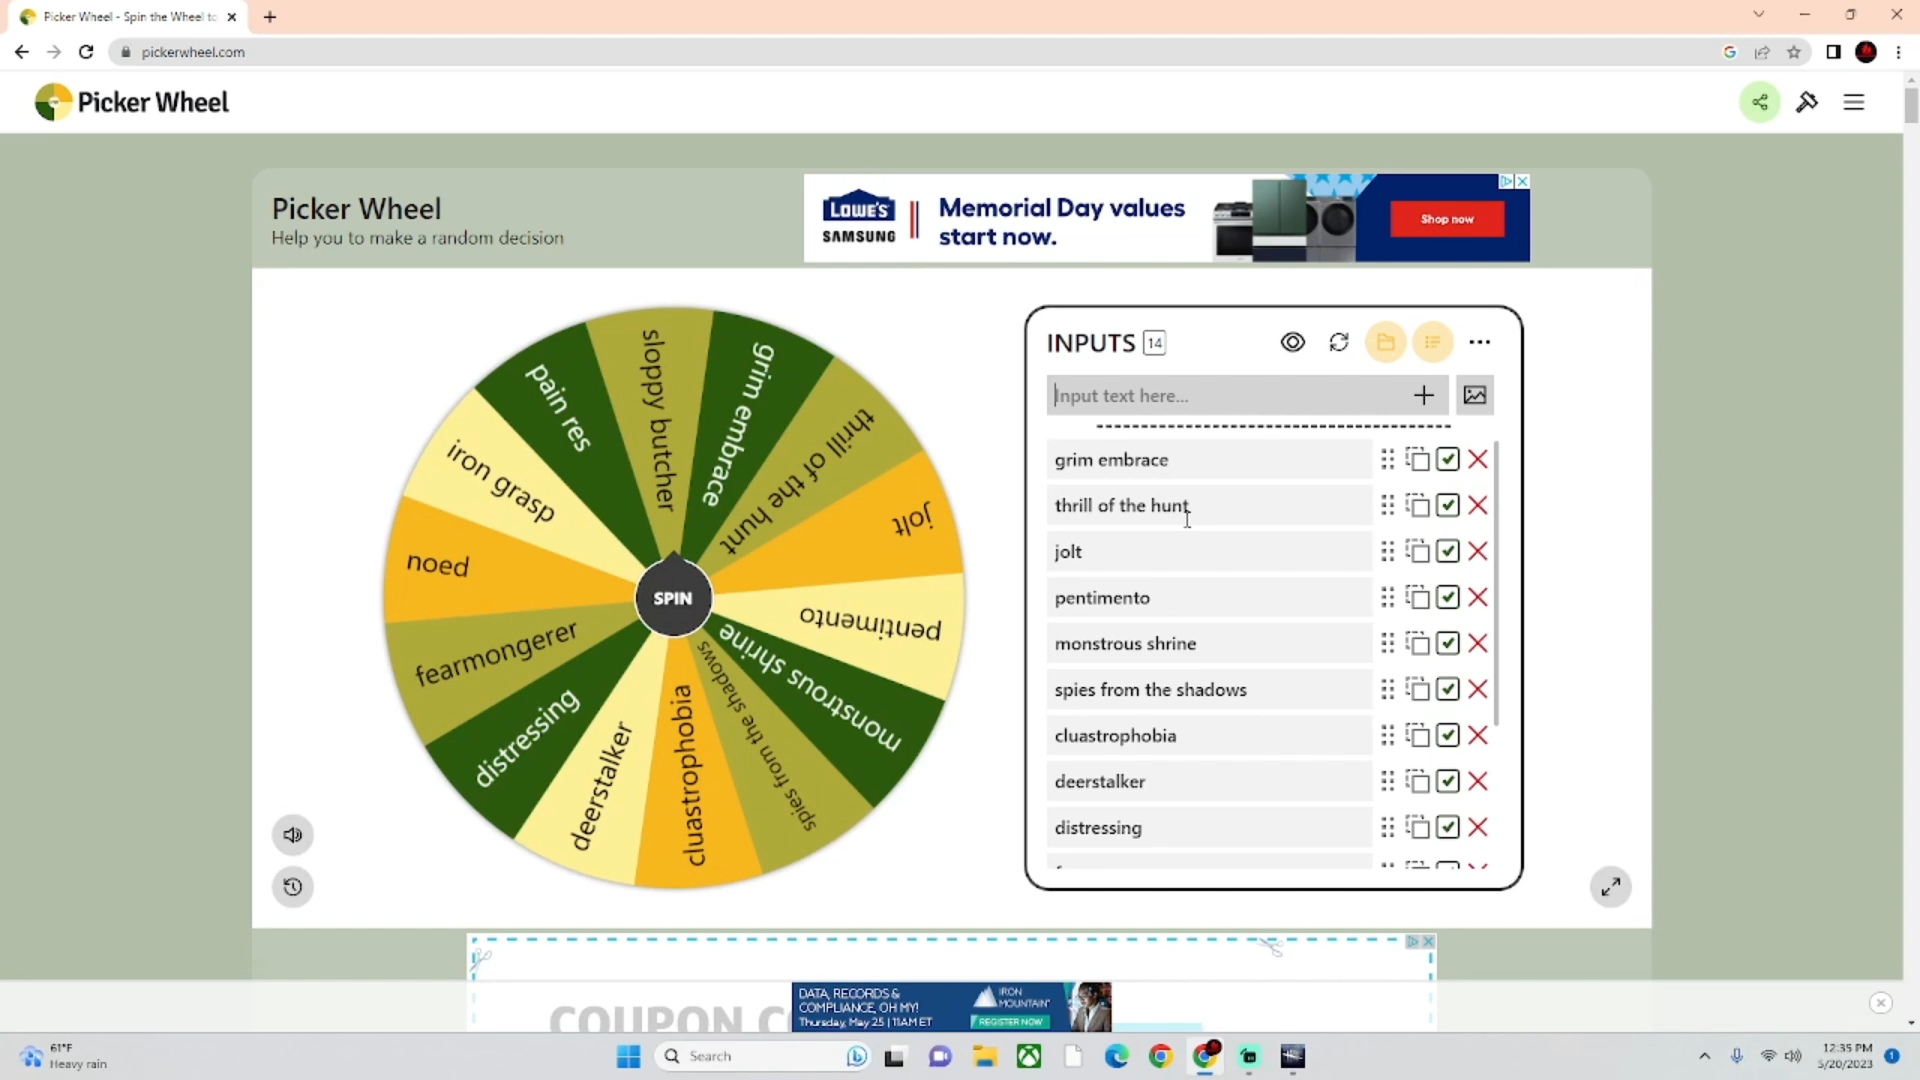 Picker Wheel - Spin the Wheel to
pickerwheel.com
Picker Wheel
Picker Wheel
Help you to make a random decision
LOWE'S
SAMSUNG
Memorial Day values
start now.
Shop now
sloppy butcher
grim embrace
thrill of the hunt
jolt
pentimento
monstrous shrine
spies from the shadows
cluastrophobia
deerstalker
distressing
fearmongerer
noed
iron grasp
pain res
SPIN
INPUTS 14
Input text here...
grim embrace
thrill of the hunt
jolt
pentimento
monstrous shrine
spies from the shadows
cluastrophobia
deerstalker
distressing
COUPON
DATA, RECORDS &
COMPLIANCE, OH MY!
Thursday, May 25 | 11AM ET
IRON
MOUNTAIN
REGISTER NOW
61°F
Heavy rain
Search
12:35 PM
5/20/2023
1